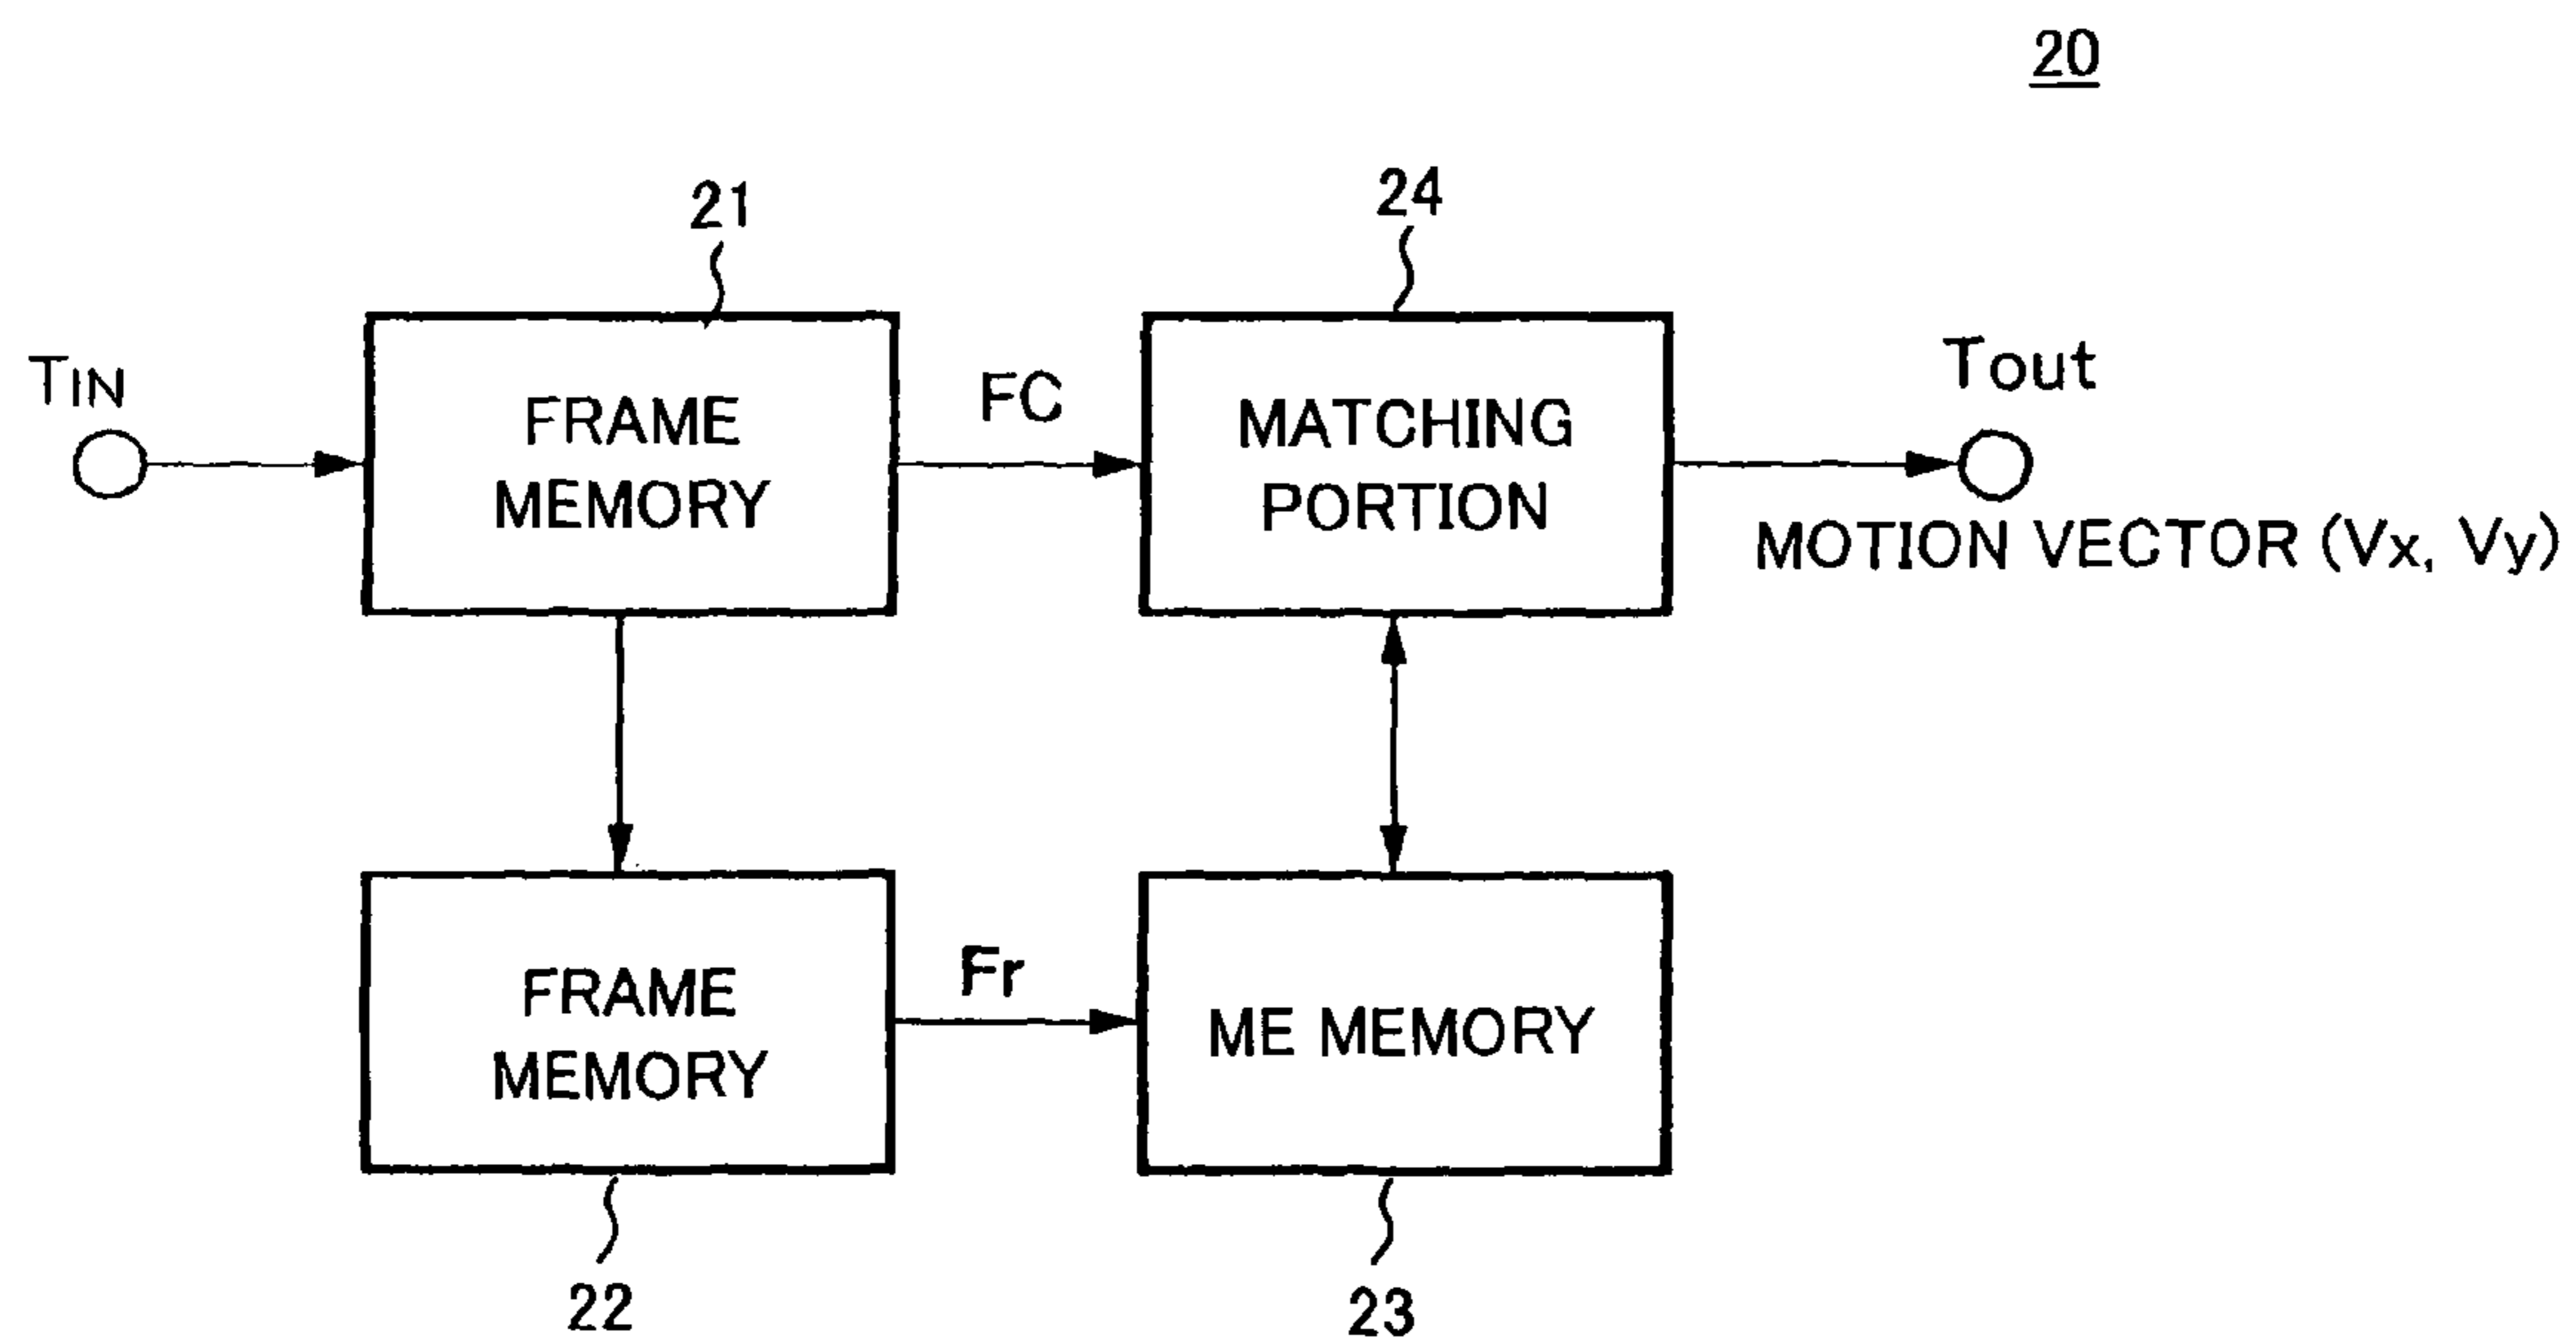 20
21
24
TIN
FRAME
MEMORY
FC
MATCHING
PORTION
Tout
MOTION VECTOR (Vx, Vy)
FRAME
MEMORY
Fr
ME MEMORY
22
23